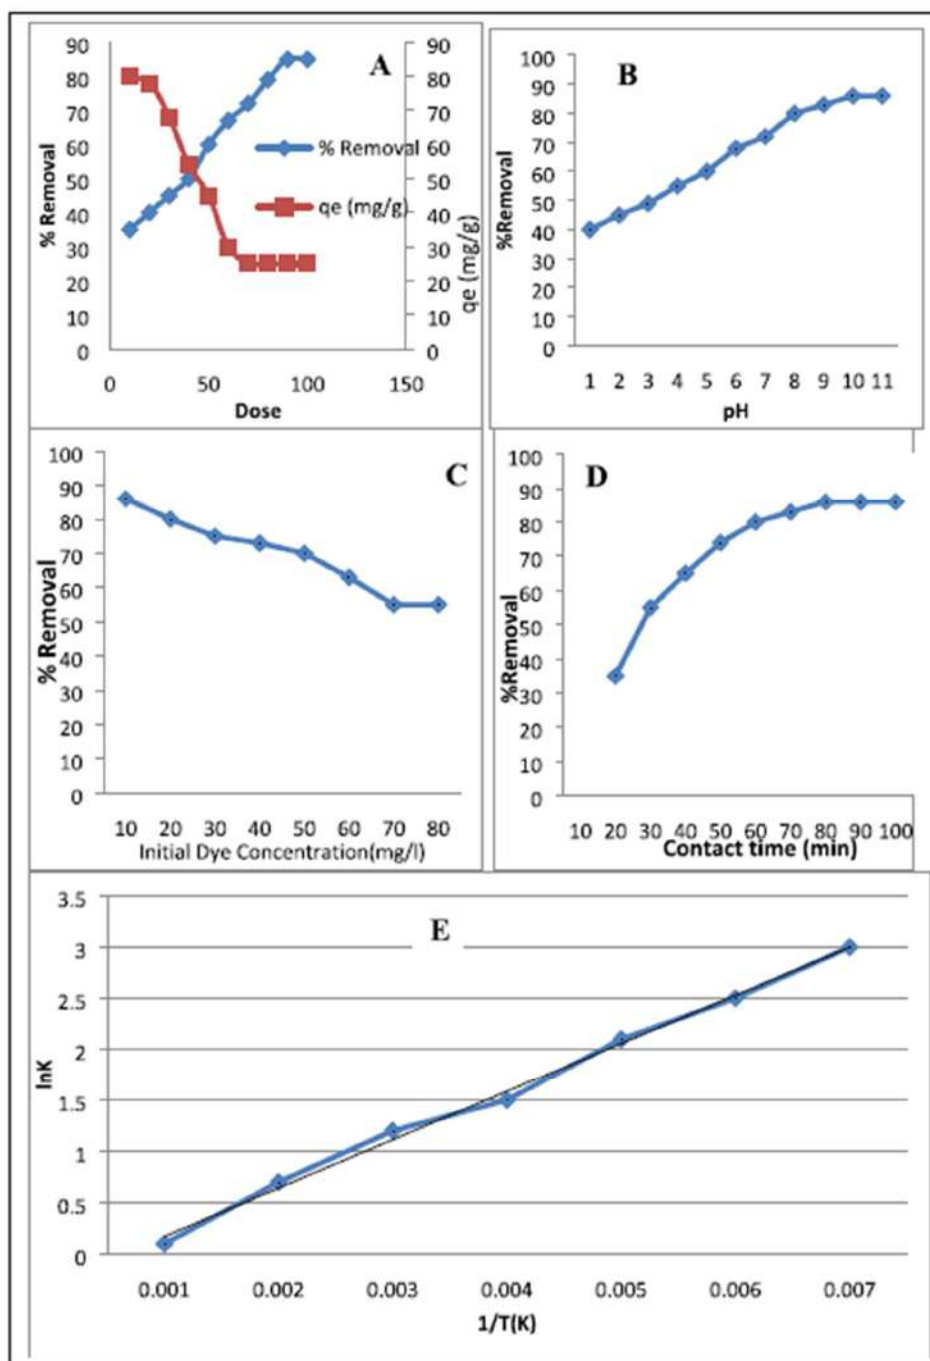 A
90
80
70
60
50
40
30
20
10
0
% Removal
90
80
70
60
50
40
30
20
10
0
qe (mg/g)
% Removal
qe (mg/g)
0 50 100 150
Dose
B
100
90
80
70
60
50
40
30
20
10
0
%Removal
1 2 3 4 5 6 7 8 9 10 11
pH
C
100
90
80
70
60
50
40
30
20
10
0
% Removal
10 20 30 40 50 60 70 80
Initial Dye Concentration(mg/l)
D
100
90
80
70
60
50
40
30
20
10
0
%Removal
10 20 30 40 50 60 70 80 90 100
Contact time (min)
E
3.5
3
2.5
2
1.5
1
0.5
0
lnK
0.001 0.002 0.003 0.004 0.005 0.006 0.007
1/T(K)